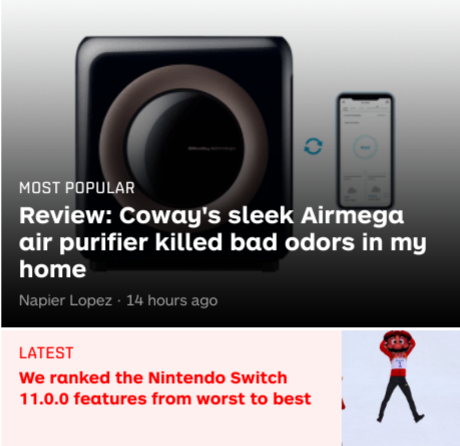 MOST POPULAR
Review: Coway's sleek Airmega
air purifier killed bad odors in my
home
Napier Lopez · 14 hours ago
LATEST
We ranked the Nintendo Switch
11.0.0 features from worst to best